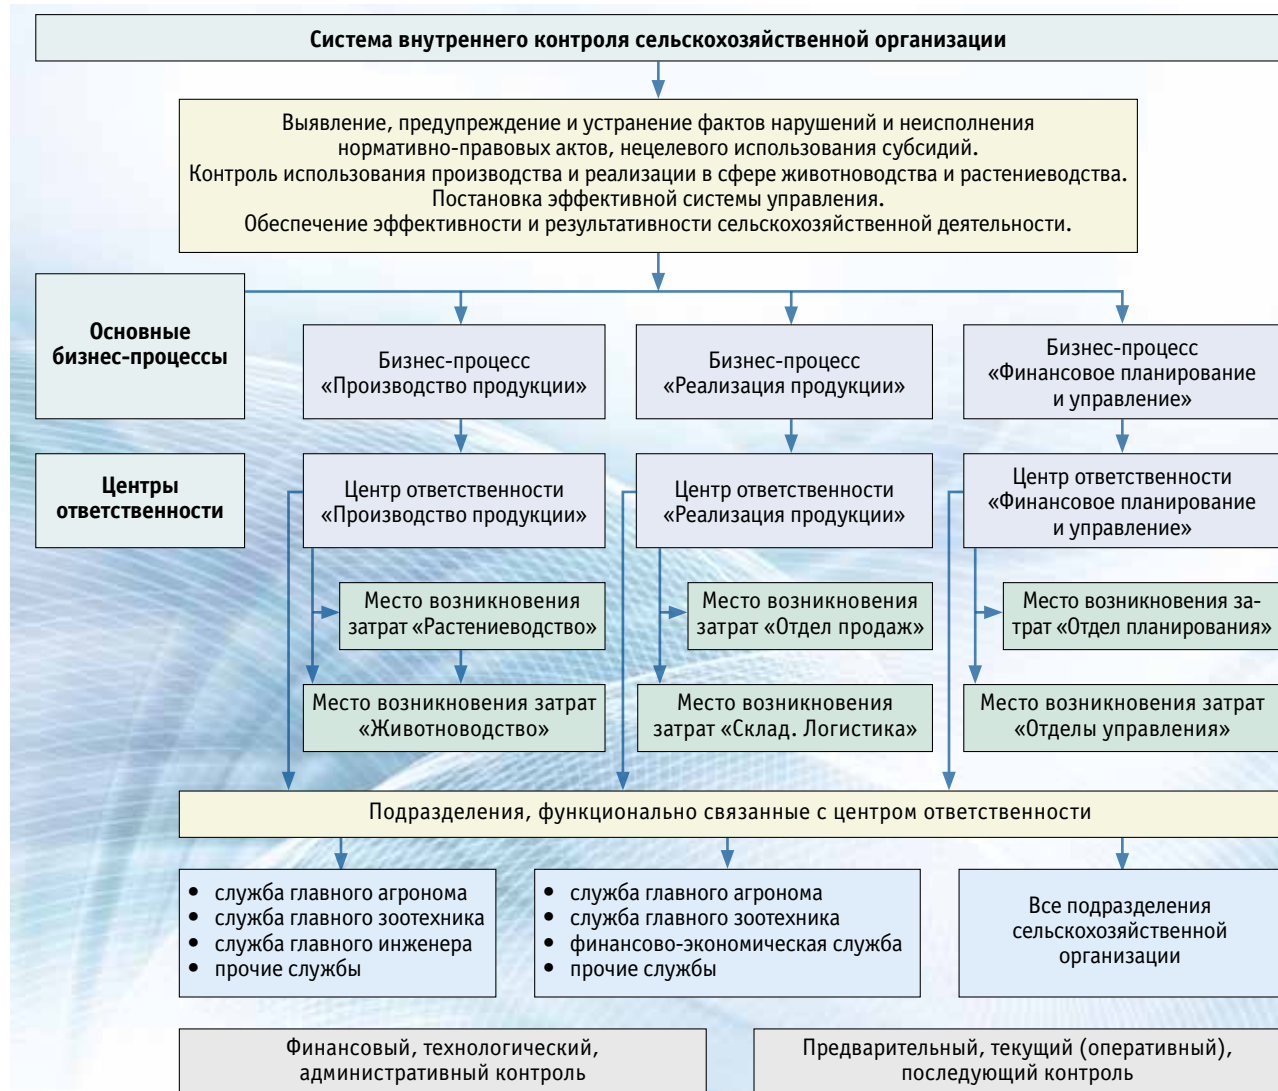 Система внутреннего контроля сельскохозяйственной организации
Выявление, предупреждение и устранение фактов нарушений и неисполнения
нормативно-правовых актов, нецелевого использования субсидий.
Контроль использования производства и реализации в сфере животноводства и растениеводства.
Постановка эффективной системы управления.
Обеспечение эффективности и результативности сельскохозяйственной деятельности.
Основные
бизнес-процессы
Бизнес-процесс
«Производство продукции»
Бизнес-процесс
«Реализация продукции»
Бизнес-процесс
«Финансовое планирование
и управление»
Центры
ответственности
Центр ответственности
«Производство продукции»
Центр ответственности
«Реализация продукции»
Центр ответственности
«Финансовое планирование
и управление»
Место возникновения
затрат «Растениеводство»
Место возникновения
затрат «Отдел продаж»
Место возникновения за-
трат «Отдел планирования»
Место возникновения затрат
«Животноводство»
Место возникновения
затрат «Склад. Логистика»
Место возникновения затрат
«Отделы управления»
Подразделения, функционально связанные с центром ответственности
• служба главного агронома
• служба главного зоотехника
• служба главного инженера
• прочие службы
• служба главного агронома
• служба главного зоотехника
• финансово-экономическая служба
• прочие службы
Все подразделения
сельскохозяйственной
организации
Финансовый, технологический,
административный контроль
Предварительный, текущий (оперативный),
последующий контроль